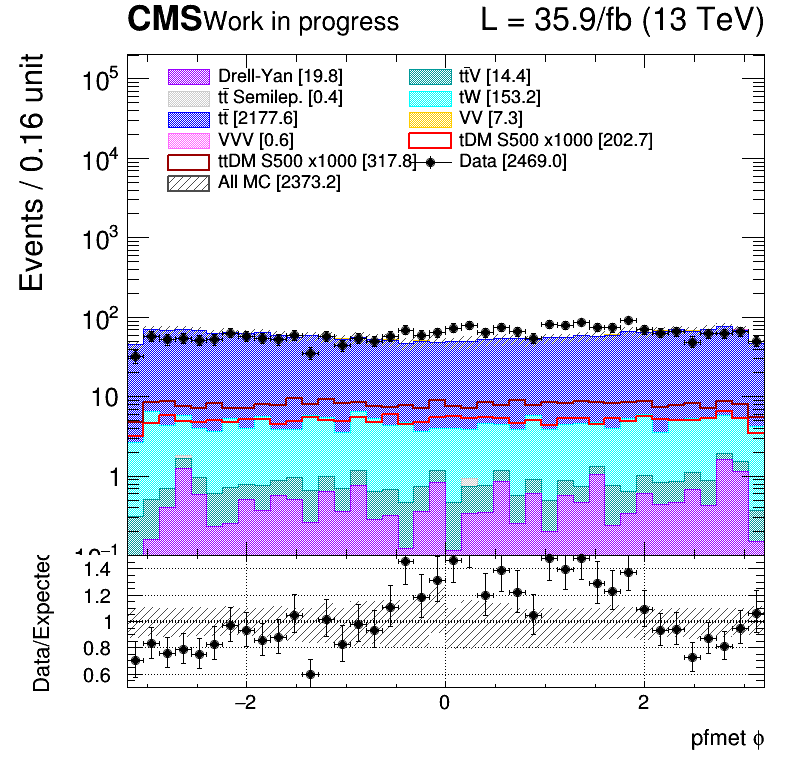 CMS Work in progress L = 35.9/fb (13 TeV)
Events / 0.16 unit
10⁵
10⁴
10³
10²
10
1
10⁻¹
Drell-Yan [19.8]
tt̄V [14.4]
tt̄ Semilep. [0.4]
tW [153.2]
tt̄ [2177.6]
VV [7.3]
VVV [0.6]
tDM S500 x1000 [202.7]
ttDM S500 x1000 [317.8]
Data [2469.0]
All MC [2373.2]
Data/Expected
1.4
1.2
1
0.8
0.6
−2
0
2
pfmet ϕ